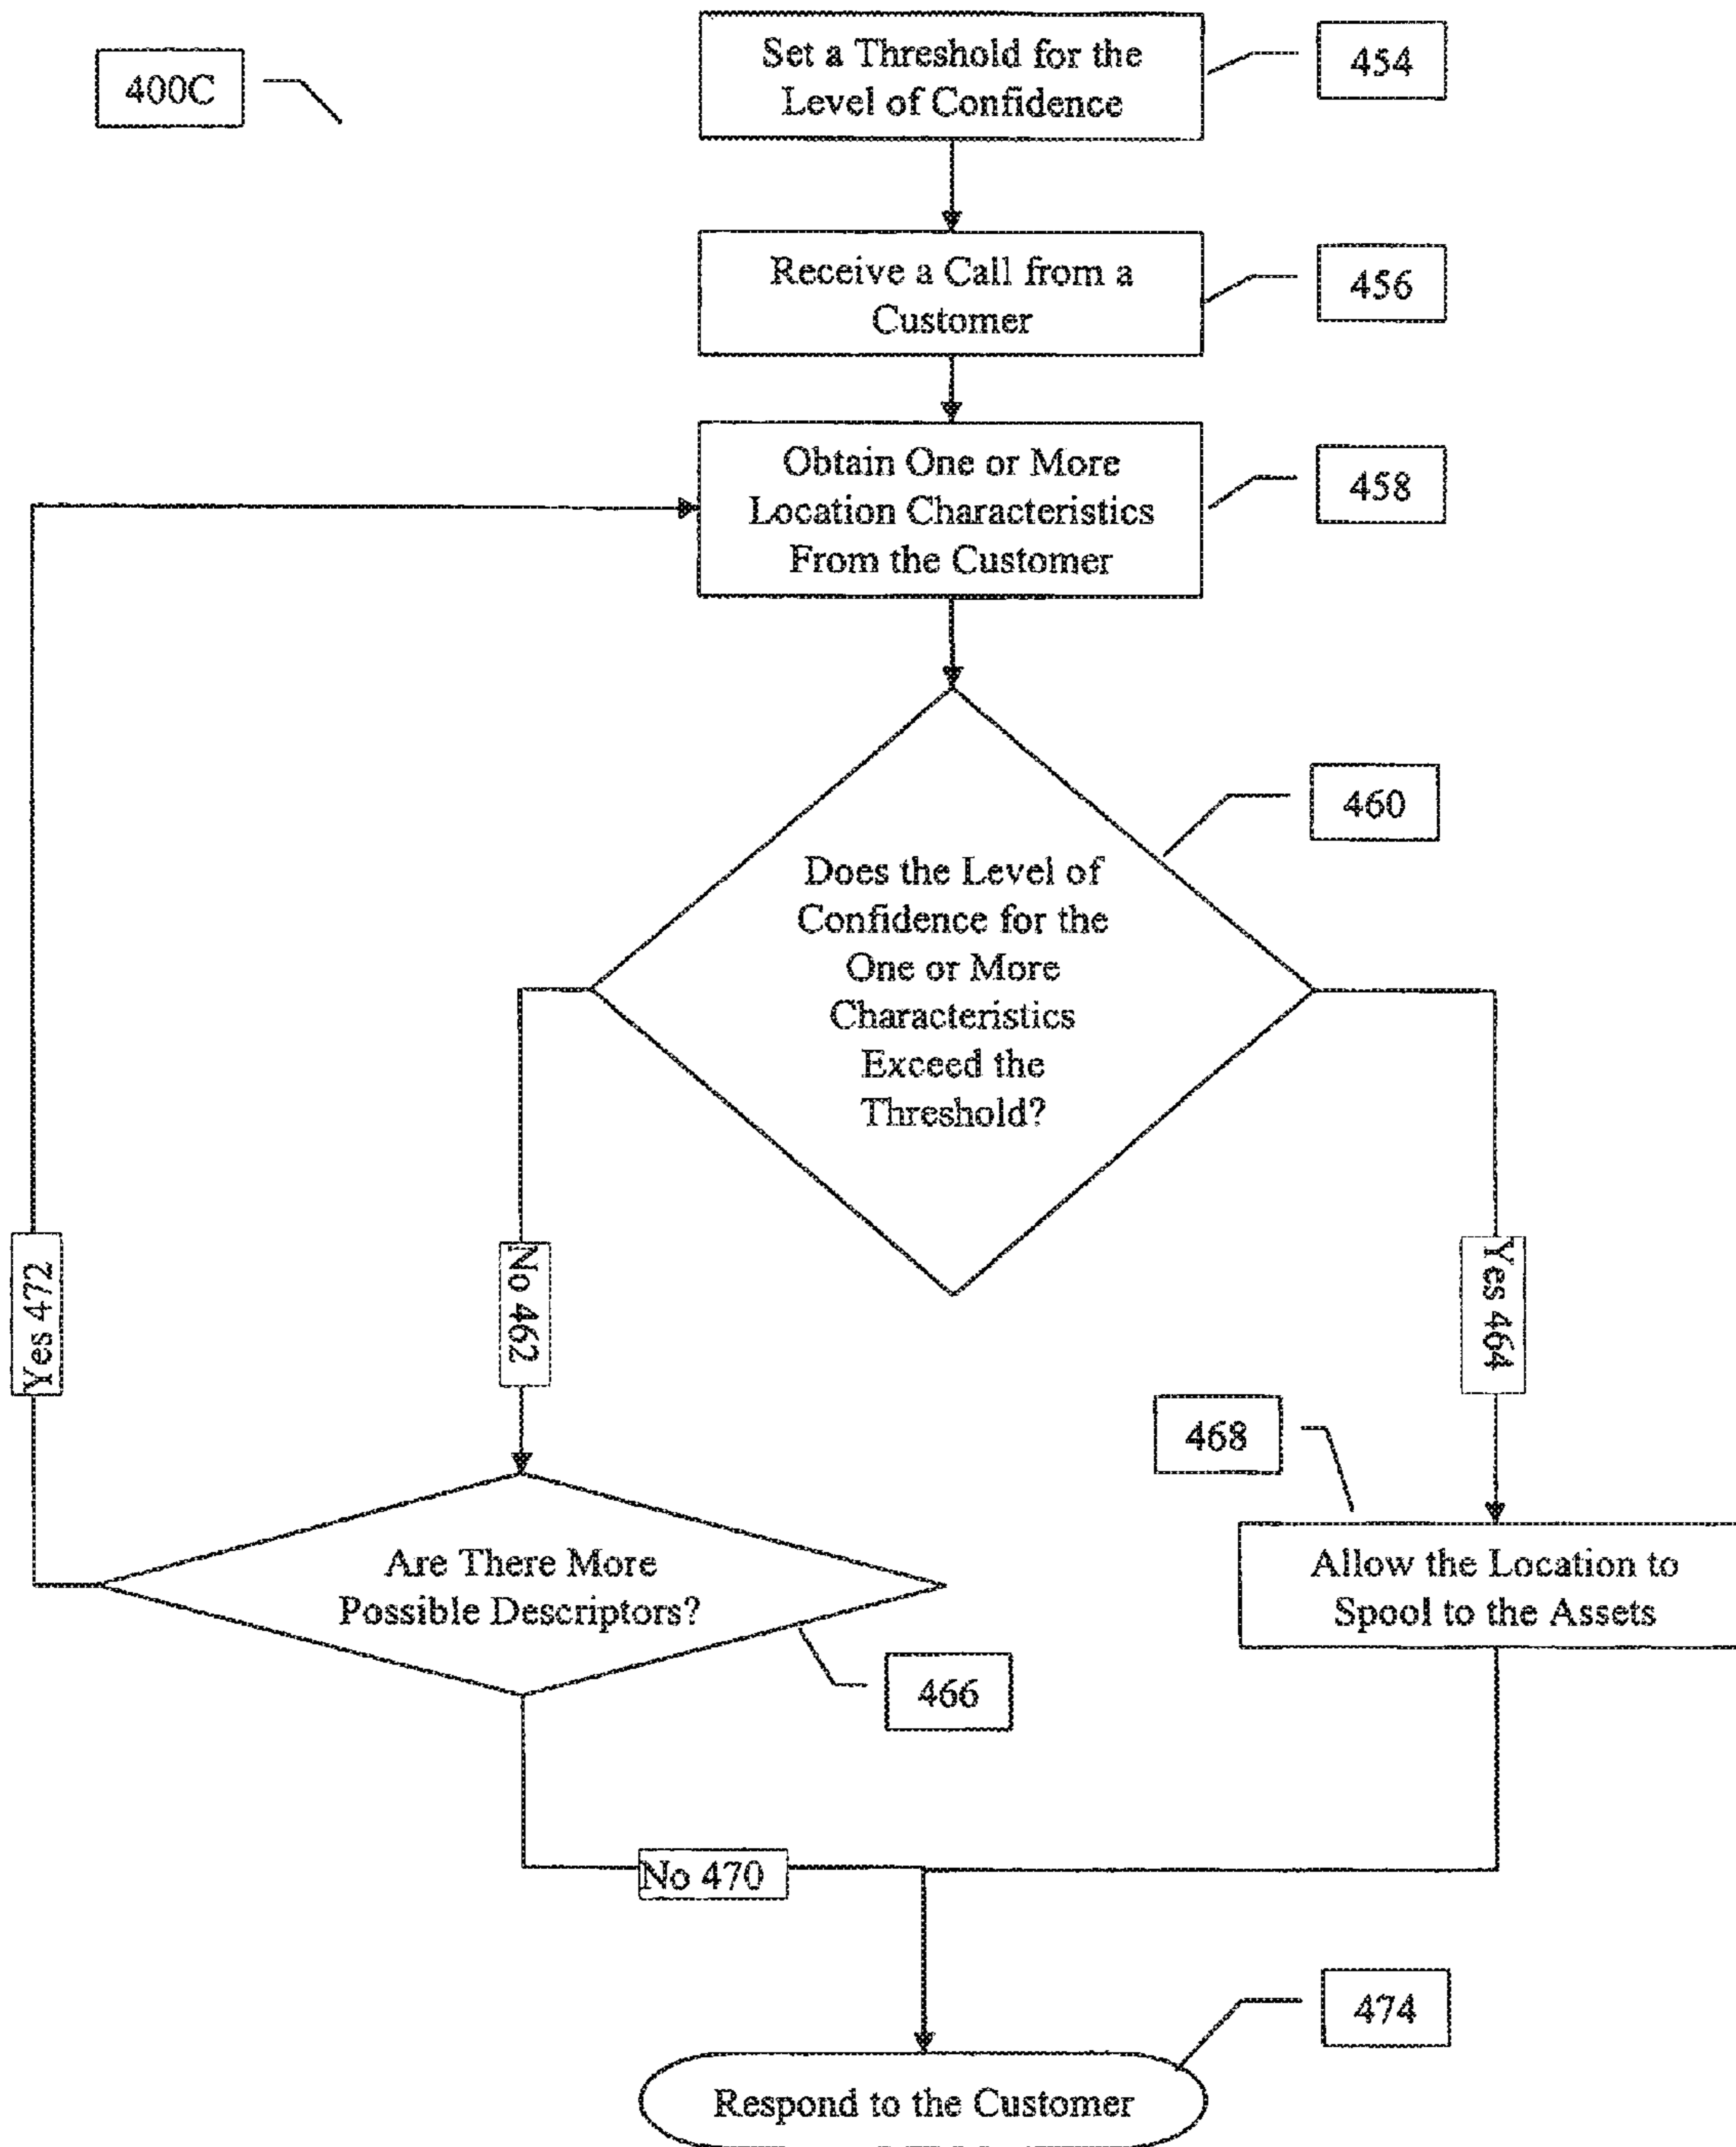 400C
Set a Threshold for the
Level of Confidence
454
Receive a Call from a
Customer
456
Obtain One or More
Location Characteristics
From the Customer
458
460
Does the Level of
Confidence for the
One or More
Characteristics
Exceed the
Threshold?
Yes 472
No 462
Yes 464
468
Are There More
Possible Descriptors?
Allow the Location to
Spool to the Assets
466
No 470
474
Respond to the Customer